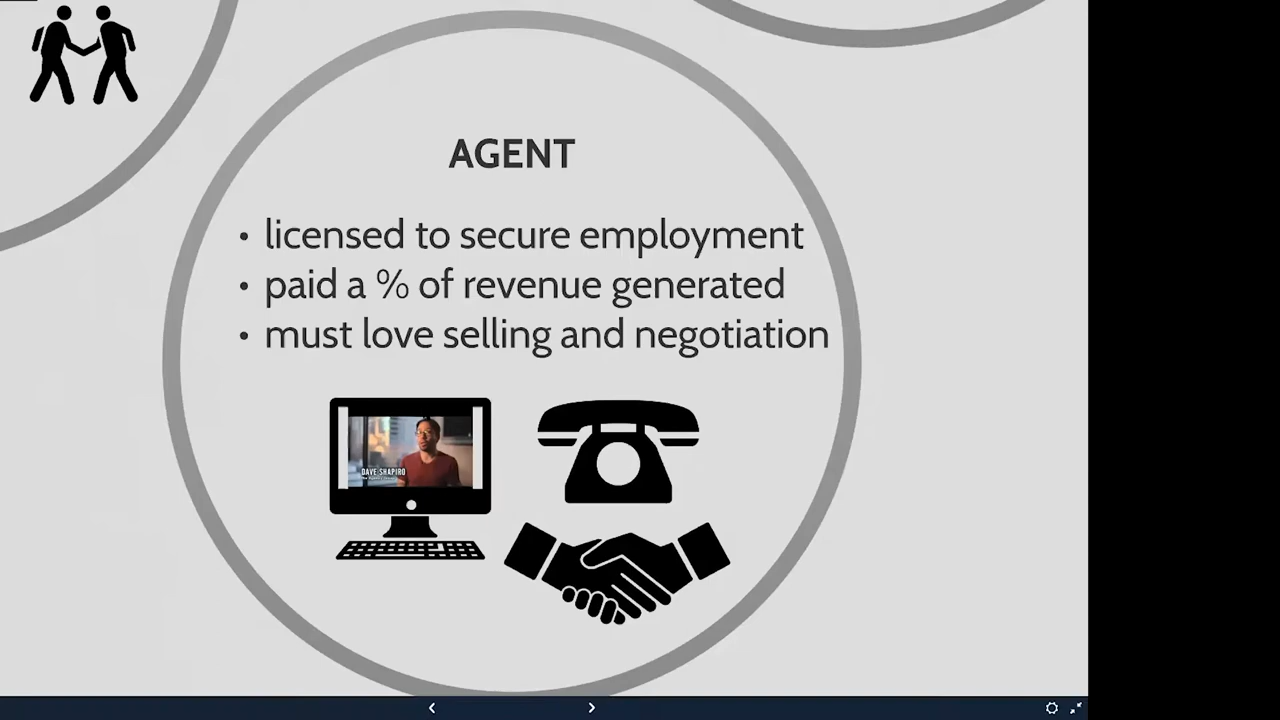 AGENT
• licensed to secure employment
• paid a % of revenue generated
• must love selling and negotiation
DAVE SHAPIRO